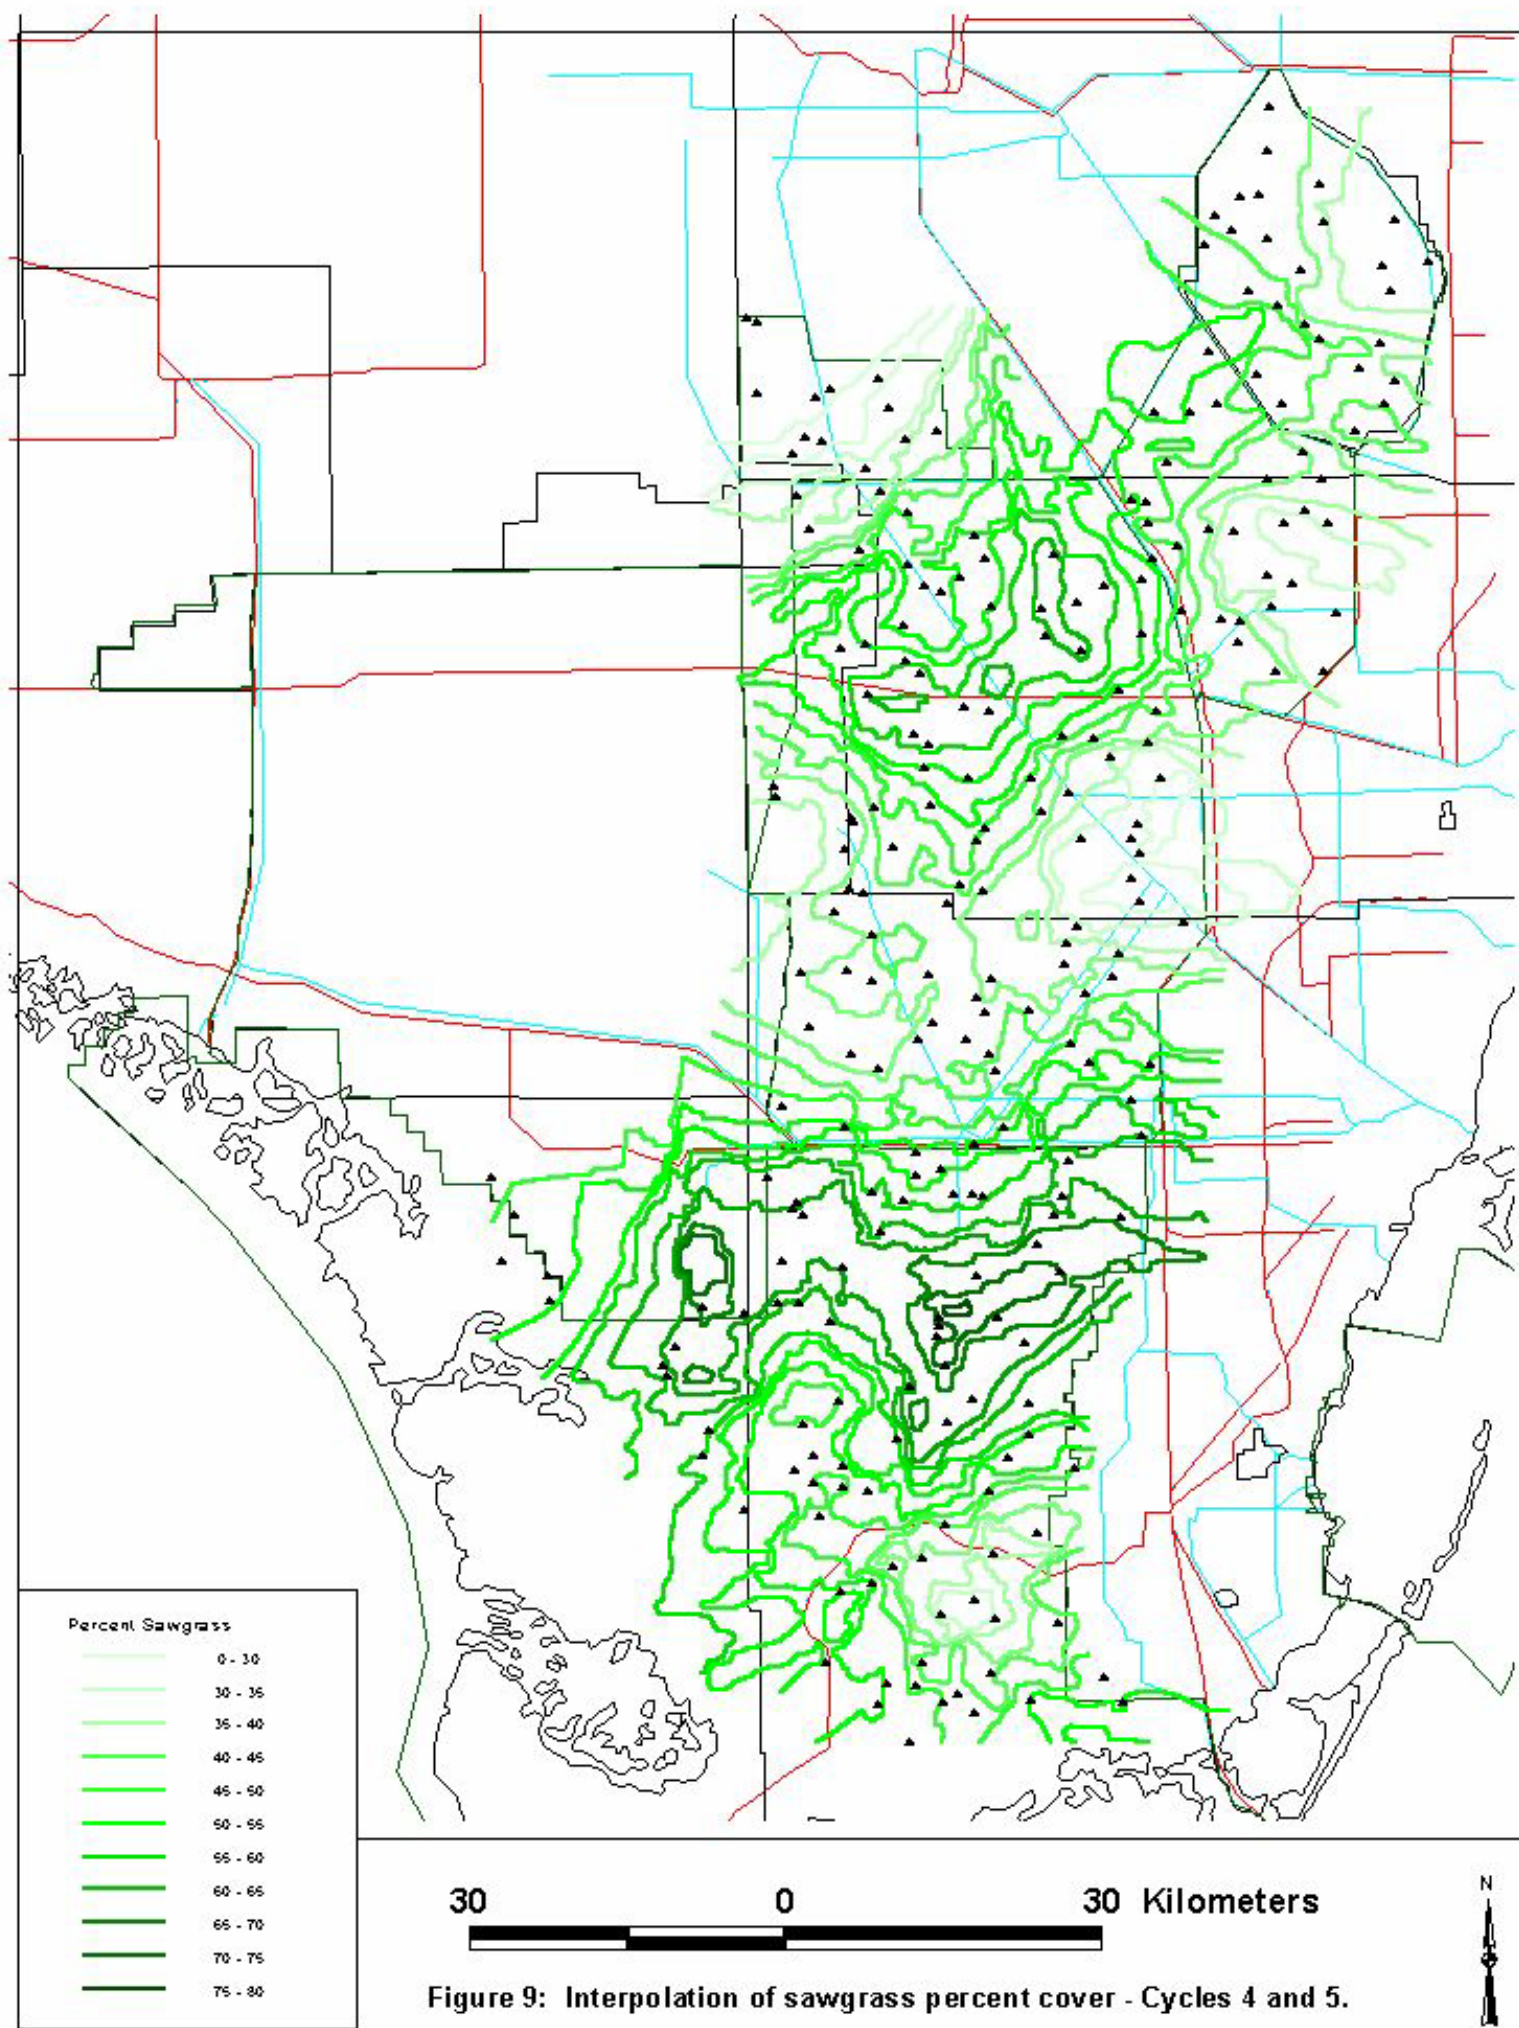 Percent Sawgrass
0 - 30
30 - 35
35 - 40
40 - 45
45 - 50
50 - 55
55 - 60
60 - 65
65 - 70
70 - 75
75 - 80
30 0 30 Kilometers
N
Figure 9: Interpolation of sawgrass percent cover - Cycles 4 and 5.